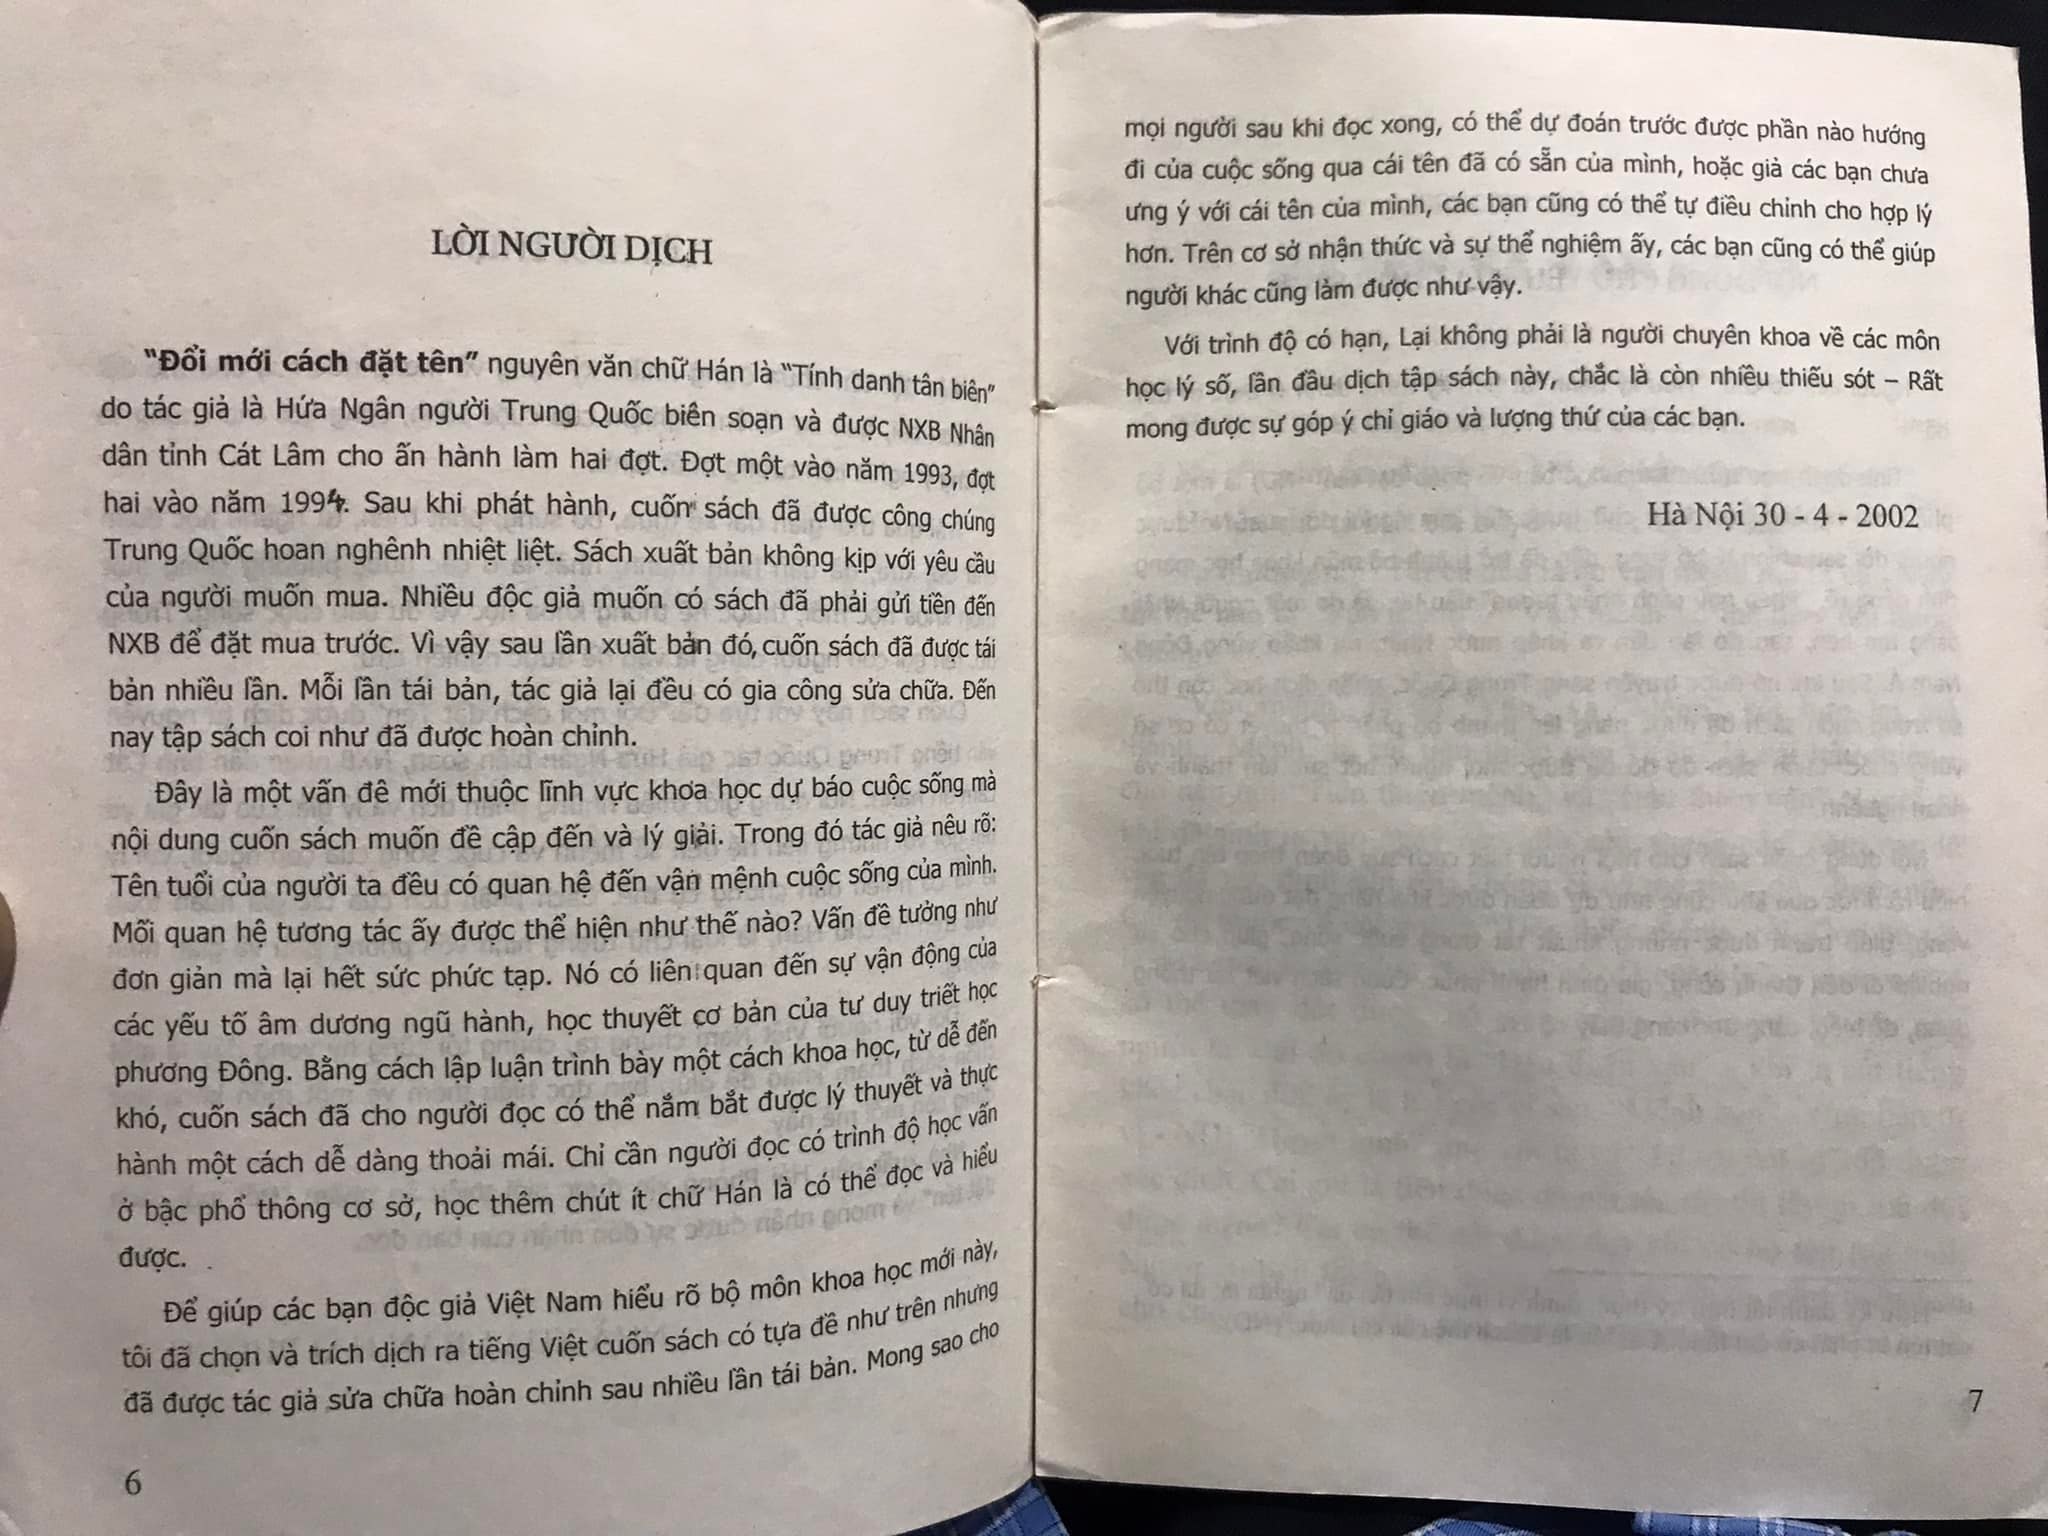 LỜI NGƯỜI DỊCH
“Đổi mới cách đặt tên” nguyên văn chữ Hán là “Tính danh tân biên”
do tác giả là Hứa Ngân người Trung Quốc biên soạn và được NXB Nhân
dân tỉnh Cát Lâm cho ấn hành làm hai đợt. Đợt một vào năm 1993, đợt
hai vào năm 1994. Sau khi phát hành, cuốn sách đã được công chúng
Trung Quốc hoan nghênh nhiệt liệt. Sách xuất bản không kịp với yêu cầu
của người muốn mua. Nhiều độc giả muốn có sách đã phải gửi tiền đến
NXB để đặt mua trước. Vì vậy sau lần xuất bản đó, cuốn sách đã được tái
bản nhiều lần. Mỗi lần tái bản, tác giả lại đều có gia công sửa chữa. Đến
nay tập sách coi như đã được hoàn chỉnh.
Đây là một vấn đê mới thuộc lĩnh vực khơa học dự báo cuộc sống mà
nội dung cuốn sách muốn đề cập đến và lý giải. Trong đó tác giả nêu rõ:
Tên tuổi của người ta đều có quan hệ đến vận mệnh cuộc sống của mình.
Mối quan hệ tương tác ấy được thể hiện như thế nào? Vấn đề tưởng như
đơn giản mà lại hết sức phức tạp. Nó có liên quan đến sự vận động của
các yếu tố âm dương ngũ hành, học thuyết cơ bản của tư duy triết học
phương Đông. Bằng cách lập luận trình bày một cách khoa học, từ dễ đến
khó, cuốn sách đã cho người đọc có thể nắm bắt được lý thuyết và thực
hành một cách dễ dàng thoải mái. Chỉ cần người đọc có trình độ học vấn
ở bậc phổ thông cơ sở, học thêm chút ít chữ Hán là có thể đọc và hiểu
được.
Để giúp các bạn độc giả Việt Nam hiểu rõ bộ môn khoa học mới này,
tôi đã chọn và trích dịch ra tiếng Việt cuốn sách có tựa đề như trên nhưng
đã được tác giả sửa chữa hoàn chỉnh sau nhiều lần tái bản. Mong sao cho
6
mọi người sau khi đọc xong, có thể dự đoán trước được phần nào hướng
đi của cuộc sống qua cái tên đã có sẵn của mình, hoặc giả các bạn chưa
ưng ý với cái tên của mình, các bạn cũng có thể tự điều chỉnh cho hợp lý
hơn. Trên cơ sở nhận thức và sự thể nghiệm ấy, các bạn cũng có thể giúp
người khác cũng làm được như vậy.
Với trình độ có hạn, Lại không phải là người chuyên khoa về các môn
học lý số, lần đầu dịch tập sách này, chắc là còn nhiều thiếu sót – Rất
mong được sự góp ý chỉ giáo và lượng thứ của các bạn.
Hà Nội 30 - 4 - 2002
7